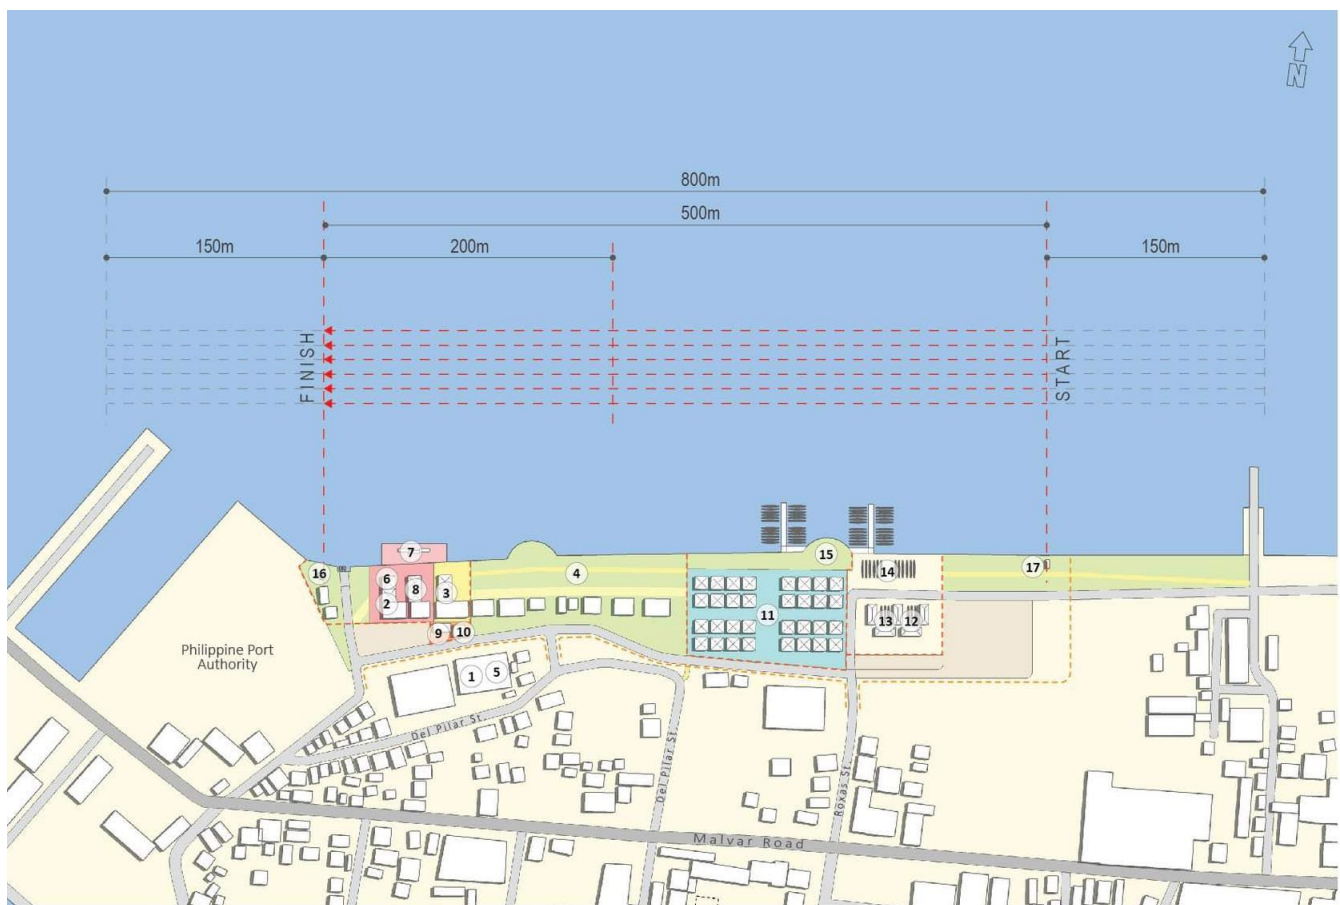 N
800m
500m
150m
200m
150m
FINISH
START
7
15
16
6
8
3
4
14
17
2
11
13
12
9
10
Philippine Port
Authority
1
5
Del Pilar St.
Del Pilar St.
Roxas St.
Malvar Road